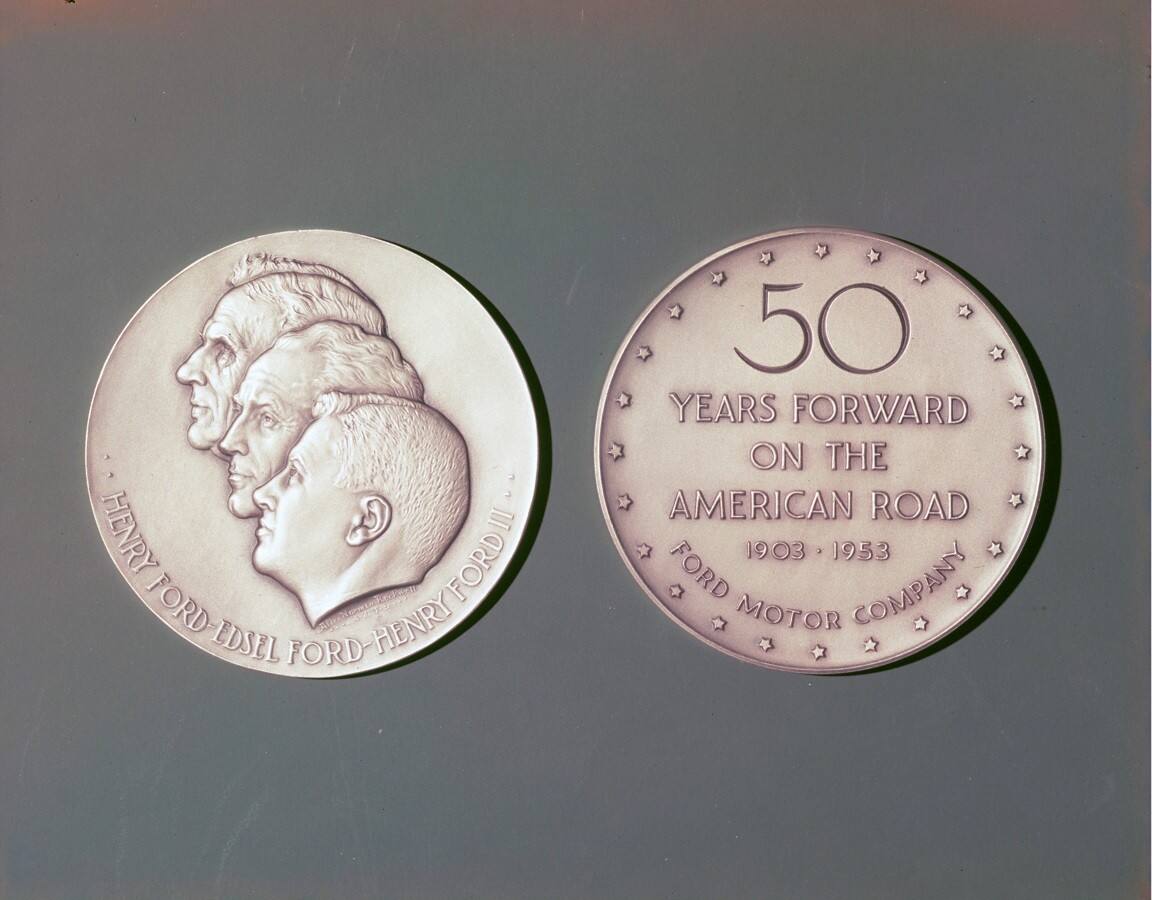 HENRY FORD-EDSEL FORD-HENRY FORD II
50
YEARS FORWARD
ON THE
AMERICAN ROAD
1903 · 1953
FORD MOTOR COMPANY